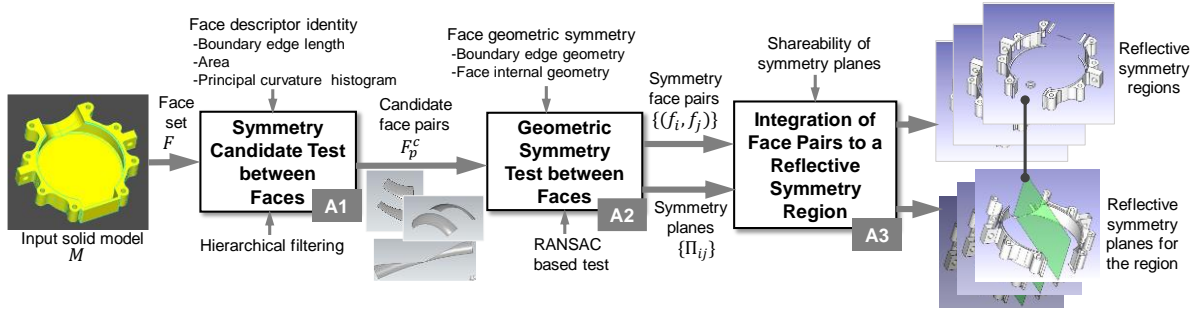 Face descriptor identity
-Boundary edge length
-Area
-Principal curvature histogram
Face
set
F
Input solid model
M
Symmetry
Candidate Test
between
Faces
A1
Hierarchical filtering
Candidate
face pairs
F_p^c
Face geometric symmetry
-Boundary edge geometry
-Face internal geometry
Geometric
Symmetry
Test between
Faces
A2
RANSAC
based test
Symmetry
face pairs
{(f_i, f_j)}
Symmetry
planes
{Π_ij}
Shareability of
symmetry planes
Integration of
Face Pairs to a
Reflective
Symmetry
Region
A3
Reflective
symmetry
regions
Reflective
symmetry
planes for
the region